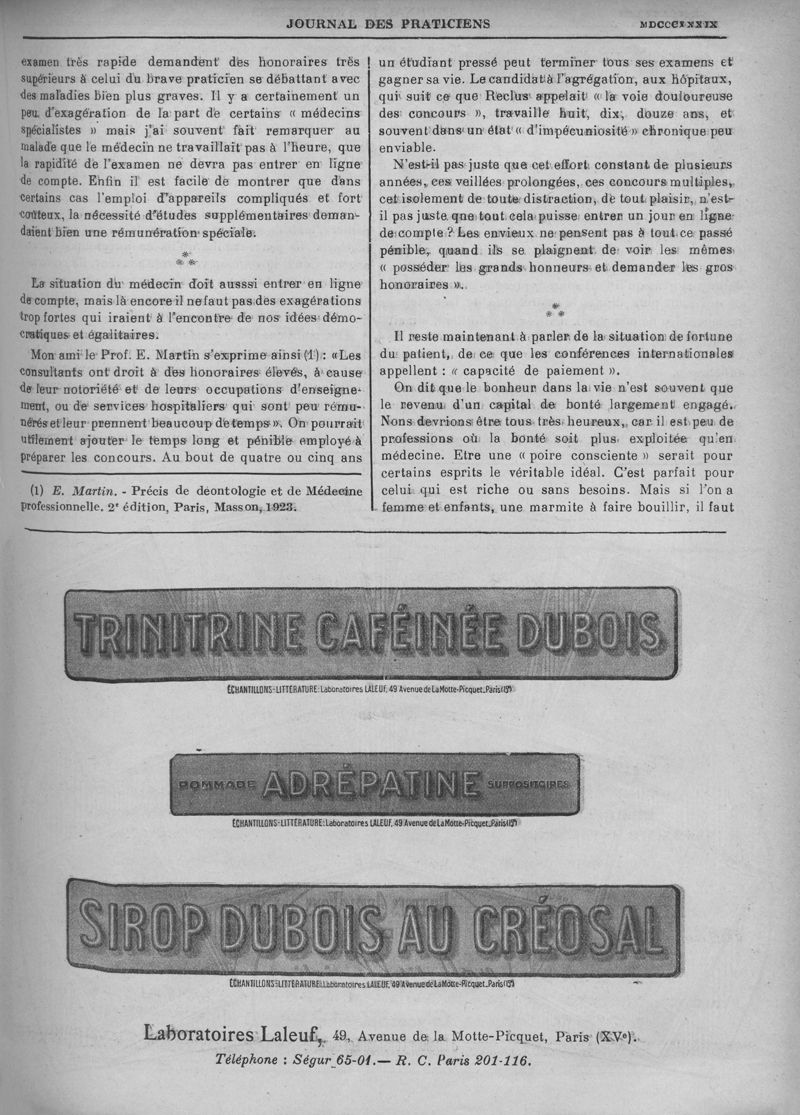 JOURNAL DES PRATICIENS
MDCCCLXXXIX
examen très rapide demandent des honoraires très
supérieurs à celui du brave praticien se débattant avec
des maladies bien plus graves. Il y a certainement un
peu d'exagération de la part de certains « médecins
spécialistes » mais j'ai souvent fait remarquer au
malade que le médecin ne travaillait pas à l'heure, que
la rapidité de l'examen ne devra pas entrer en ligne
de compte. Enfin il est facile de montrer que dans
certains cas l'emploi d'appareils compliqués et fort
coûteux, la nécessité d'études supplémentaires deman-
daient bien une rémunération spéciale.
*
* *
La situation du médecin doit ausssi entrer en ligne
de compte, mais là encore il ne faut pas des exagérations
trop fortes qui iraient à l'encontre de nos idées démo-
cratiques et égalitaires.
Mon ami le Prof. E. Martin s'exprime ainsi (1) : «Les
consultants ont droit à des honoraires élevés, à cause
de leur notoriété et de leurs occupations d'enseigne-
ment, ou de services hospitaliers qui sont peu rému-
nérés et leur prennent beaucoup de temps ». On pourrait
utilement ajouter le temps long et pénible employé à
préparer les concours. Au bout de quatre ou cinq ans
(1) E. Martin. - Précis de déontologie et de Médecine
professionnelle. 2e édition, Paris, Masson, 1923.
un étudiant pressé peut terminer tous ses examens et
gagner sa vie. Le candidat à l'agrégation, aux hôpitaux,
qui suit ce que Reclus appelait « la voie douloureuse
des concours », travaille huit, dix, douze ans, et
souvent dans un état « d'impécuniosité » chronique peu
enviable.
N'est-il pas juste que cet effort constant de plusieurs
années, ces veillées prolongées, ces concours multiples,
cet isolement de toute distraction, de tout plaisir, n'est-
il pas juste que tout cela puisse entrer un jour en ligne
de compte ? Les envieux ne pensent pas à tout ce passé
pénible, quand ils se plaignent de voir les mêmes
« posséder les grands honneurs et demander les gros
honoraires ».
*
* *
Il reste maintenant à parler de la situation de fortune
du patient, de ce que les conférences internationales
appellent : « capacité de paiement ».
On dit que le bonheur dans la vie n'est souvent que
le revenu d'un capital de bonté largement engagé.
Nons devrions être tous très heureux, car il est peu de
professions où la bonté soit plus exploitée qu'en
médecine. Etre une « poire consciente » serait pour
certains esprits le véritable idéal. C'est parfait pour
celui qui est riche ou sans besoins. Mais si l'on a
femme et enfants, une marmite à faire bouillir, il faut
TRINITRINE CAFÉINÉE DUBOIS
ÉCHANTILLONS-LITTÉRATURE: Laboratoires LALEUF, 49 Avenue de La Motte-Picquet_Paris(15e)
POMMADE ADRÉPATINE SUPPOSITOIRES
ÉCHANTILLONS-LITTÉRATURE: Laboratoires LALEUF, 49 Avenue de La Motte-Picquet_Paris(15e)
SIROP DUBOIS AU CRÉOSAL
ÉCHANTILLONS-LITTÉRATURE: Laboratoires LALEUF, 49 Avenue de La Motte-Picquet_Paris(15e)
Laboratoires Laleuf, 49, Avenue de la Motte-Picquet, Paris (XVe).
Téléphone : Ségur 65-01.— R. C. Paris 201-116.